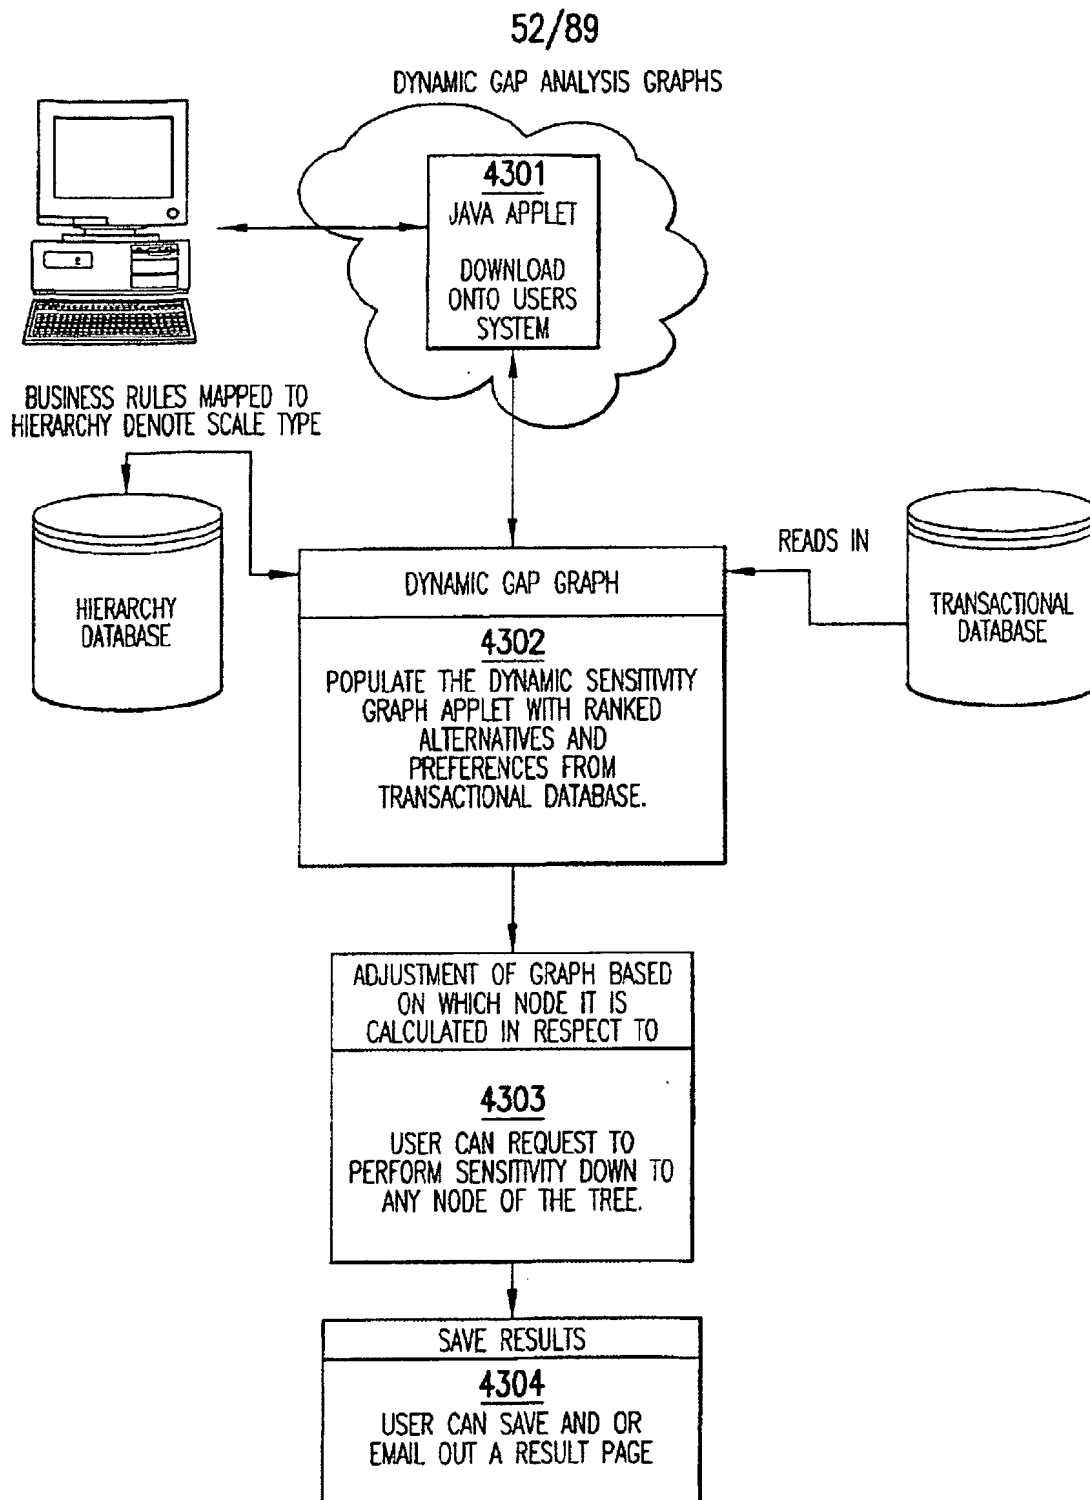 52/89
DYNAMIC GAP ANALYSIS GRAPHS
4301
JAVA APPLET
DOWNLOAD
ONTO USERS
SYSTEM
BUSINESS RULES MAPPED TO
HIERARCHY DENOTE SCALE TYPE
HIERARCHY
DATABASE
READS IN
TRANSACTIONAL
DATABASE
DYNAMIC GAP GRAPH
4302
POPULATE THE DYNAMIC SENSITIVITY
GRAPH APPLET WITH RANKED
ALTERNATIVES AND
PREFERENCES FROM
TRANSACTIONAL DATABASE.
ADJUSTMENT OF GRAPH BASED
ON WHICH NODE IT IS
CALCULATED IN RESPECT TO
4303
USER CAN REQUEST TO
PERFORM SENSITIVITY DOWN TO
ANY NODE OF THE TREE.
SAVE RESULTS
4304
USER CAN SAVE AND OR
EMAIL OUT A RESULT PAGE